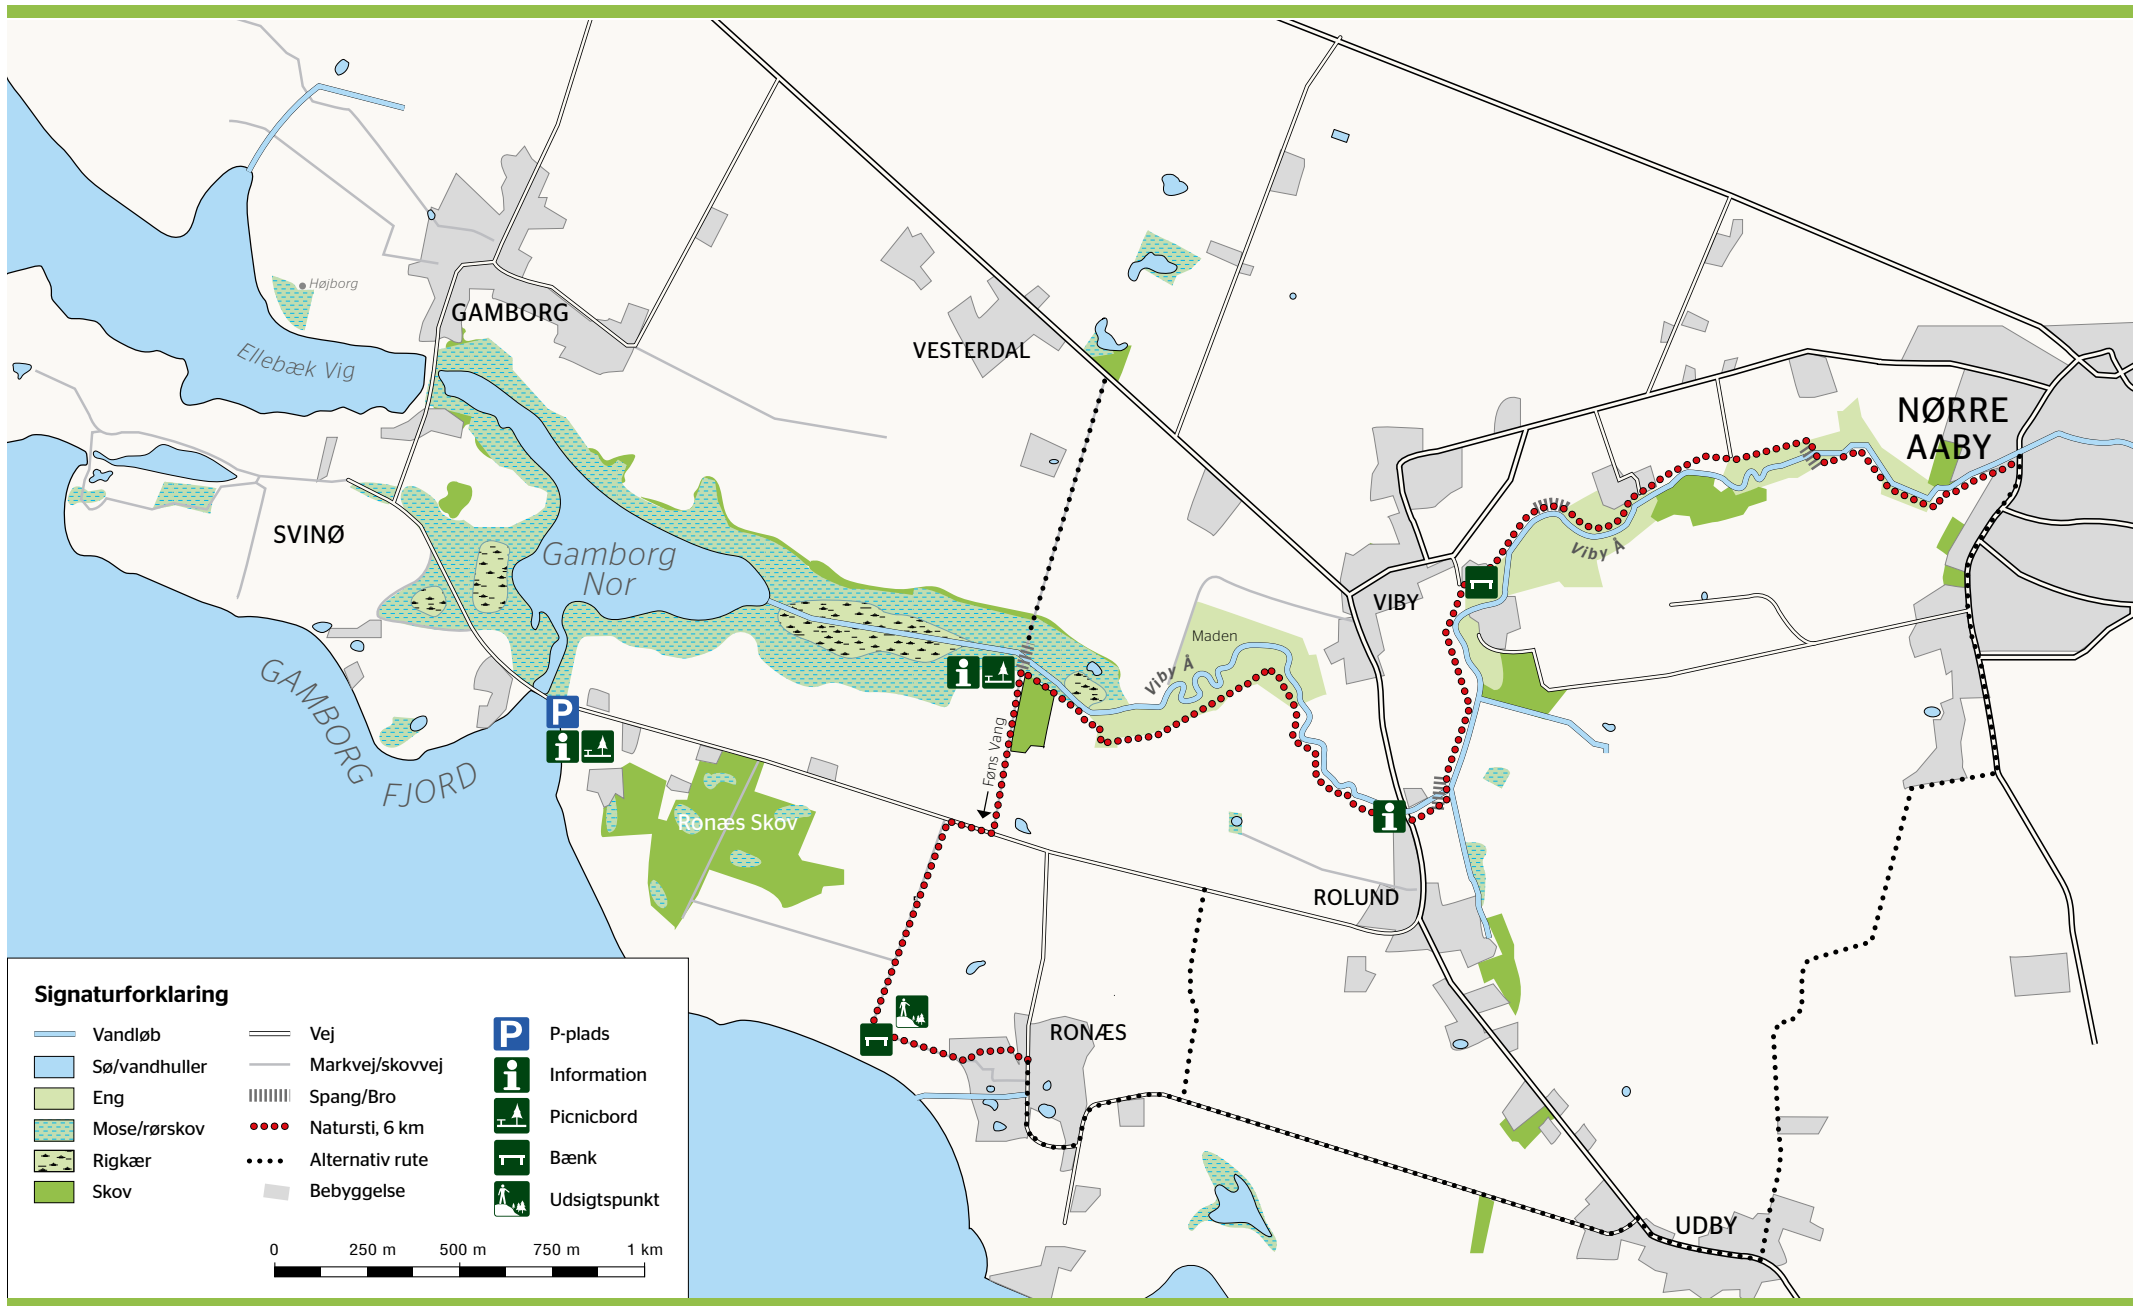 Højborg
GAMBORG
Ellebæk Vig
VESTERDAL
NØRRE
AABY
SVINØ
Gamborg
Nor
Viby Å
VIBY
Maden
Viby Å
GAMBORG
FJORD
Føns Vang
P
Ronæs Skov
ROLUND
RONÆS
UDBY
Signaturforklaring
Vandløb
Sø/vandhuller
Eng
Mose/rørskov
Rigkær
Skov
Vej
Markvej/skovvej
Spang/Bro
Natursti, 6 km
Alternativ rute
Bebyggelse
P P-plads
Information
Picnicbord
Bænk
Udsigtspunkt
0 250 m 500 m 750 m 1 km